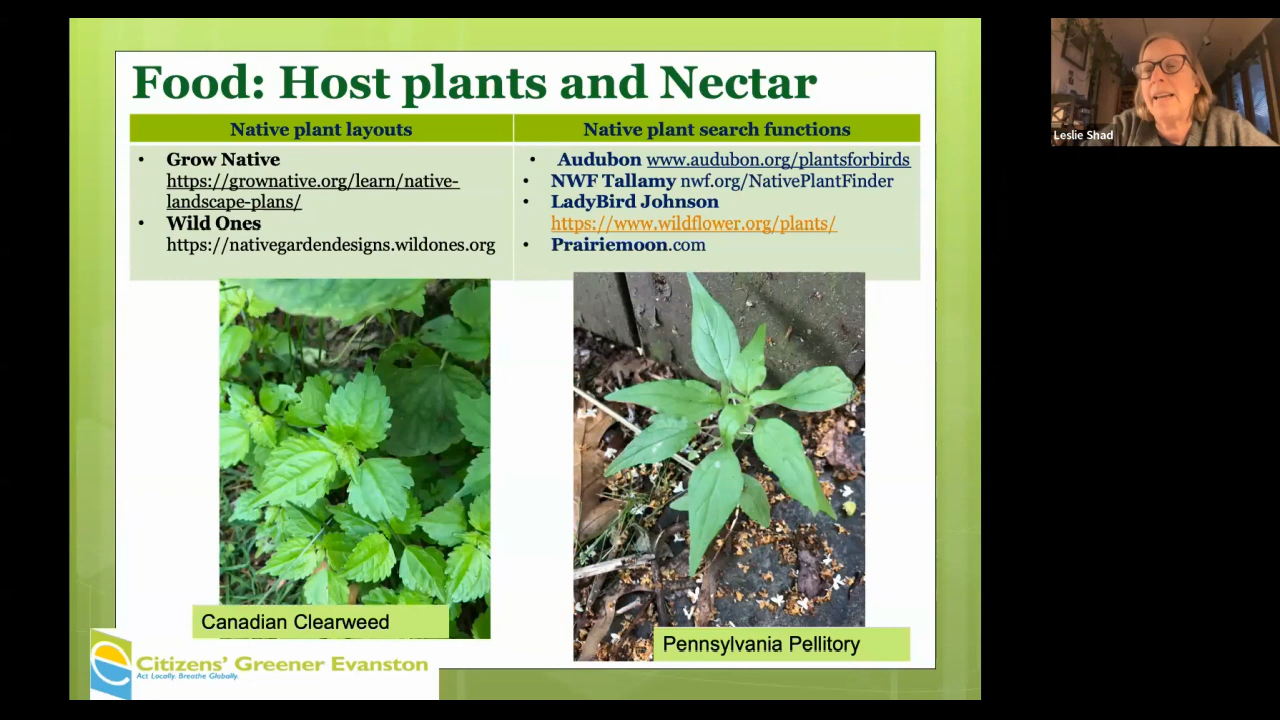 Food: Host plants and Nectar
Native plant layouts
Native plant search functions
• Grow Native
https://grownative.org/learn/native-
landscape-plans/
• Wild Ones
https://nativegardendesigns.wildones.org
• Audubon www.audubon.org/plantsforbirds
• NWF Tallamy nwf.org/NativePlantFinder
• LadyBird Johnson
https://www.wildflower.org/plants/
• Prairiemoon.com
Canadian Clearweed
Pennsylvania Pellitory
Citizens' Greener Evanston
Act Locally. Breathe Globally.
Leslie Shad